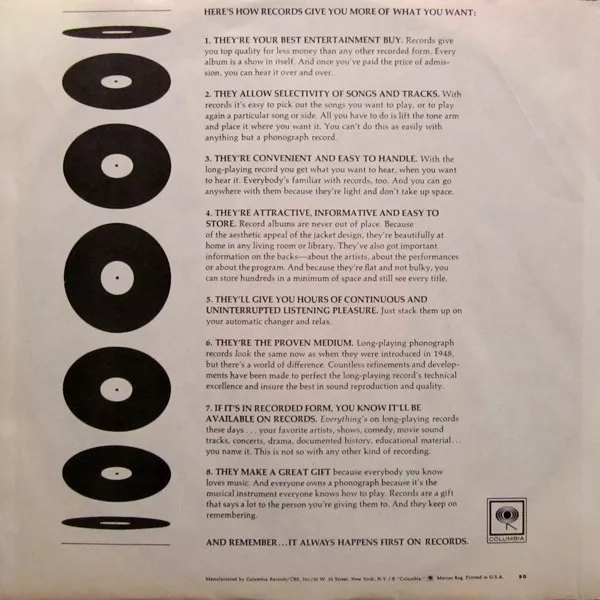 HERE'S HOW RECORDS GIVE YOU MORE OF WHAT YOU WANT:
1. THEY'RE YOUR BEST ENTERTAINMENT BUY. Records give
you top quality for less money than any other recorded form. Every
album is a show in itself. And once you've paid the price of admis-
sion, you can hear it over and over.
2. THEY ALLOW SELECTIVITY OF SONGS AND TRACKS. With
records it's easy to pick out the songs you want to play, or to play
again a particular song or side. All you have to do is lift the tone arm
and place it where you want it. You can't do this as easily with
anything but a phonograph record.
3. THEY'RE CONVENIENT AND EASY TO HANDLE. With the
long-playing record you get what you want to hear, when you want
to hear it. Everybody's familiar with records, too. And you can go
anywhere with them because they're light and don't take up space.
4. THEY'RE ATTRACTIVE, INFORMATIVE AND EASY TO
STORE. Record albums are never out of place. Because
of the aesthetic appeal of the jacket design, they're beautifully at
home in any living room or library. They've also got important
information on the backs—about the artists, about the performances
or about the program. And because they're flat and not bulky, you
can store hundreds in a minimum of space and still see every title.
5. THEY'LL GIVE YOU HOURS OF CONTINUOUS AND
UNINTERRUPTED LISTENING PLEASURE. Just stack them up on
your automatic changer and relax.
6. THEY'RE THE PROVEN MEDIUM. Long-playing phonograph
records look the same now as when they were introduced in 1948,
but there's a world of difference. Countless refinements and develop-
ments have been made to perfect the long-playing record's technical
excellence and insure the best in sound reproduction and quality.
7. IF IT'S IN RECORDED FORM, YOU KNOW IT'LL BE
AVAILABLE ON RECORDS. Everything's on long-playing records
these days... your favorite artists, shows, comedy, movie sound
tracks, concerts, drama, documented history, educational material...
you name it. This is not so with any other kind of recording.
8. THEY MAKE A GREAT GIFT because everybody you know
loves music. And everyone owns a phonograph because it's the
musical instrument everyone knows how to play. Records are a gift
that says a lot to the person you're giving them to. And they keep on
remembering.
COLUMBIA
AND REMEMBER...IT ALWAYS HAPPENS FIRST ON RECORDS.
Manufactured by Columbia Records/CBS, Inc./51 W. 52 Street, New York, N.Y./® "Columbia," Marcas Reg. Printed in U.S.A.